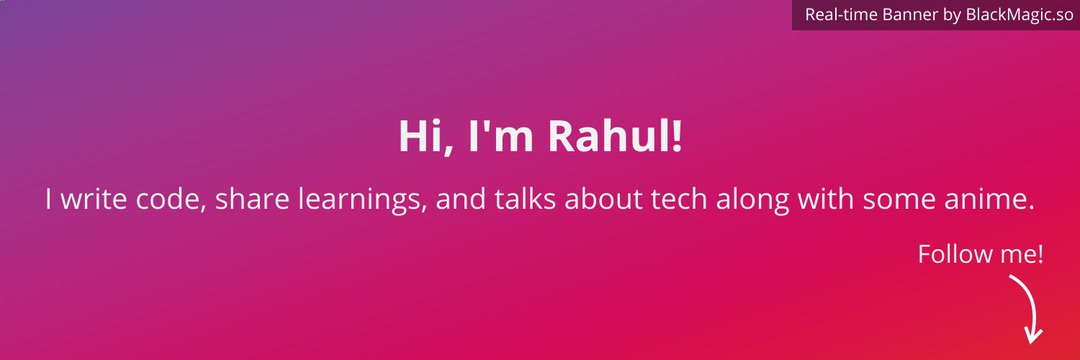 Real-time Banner by BlackMagic.so
Hi, I'm Rahul!
I write code, share learnings, and talks about tech along with some anime.
Follow me!